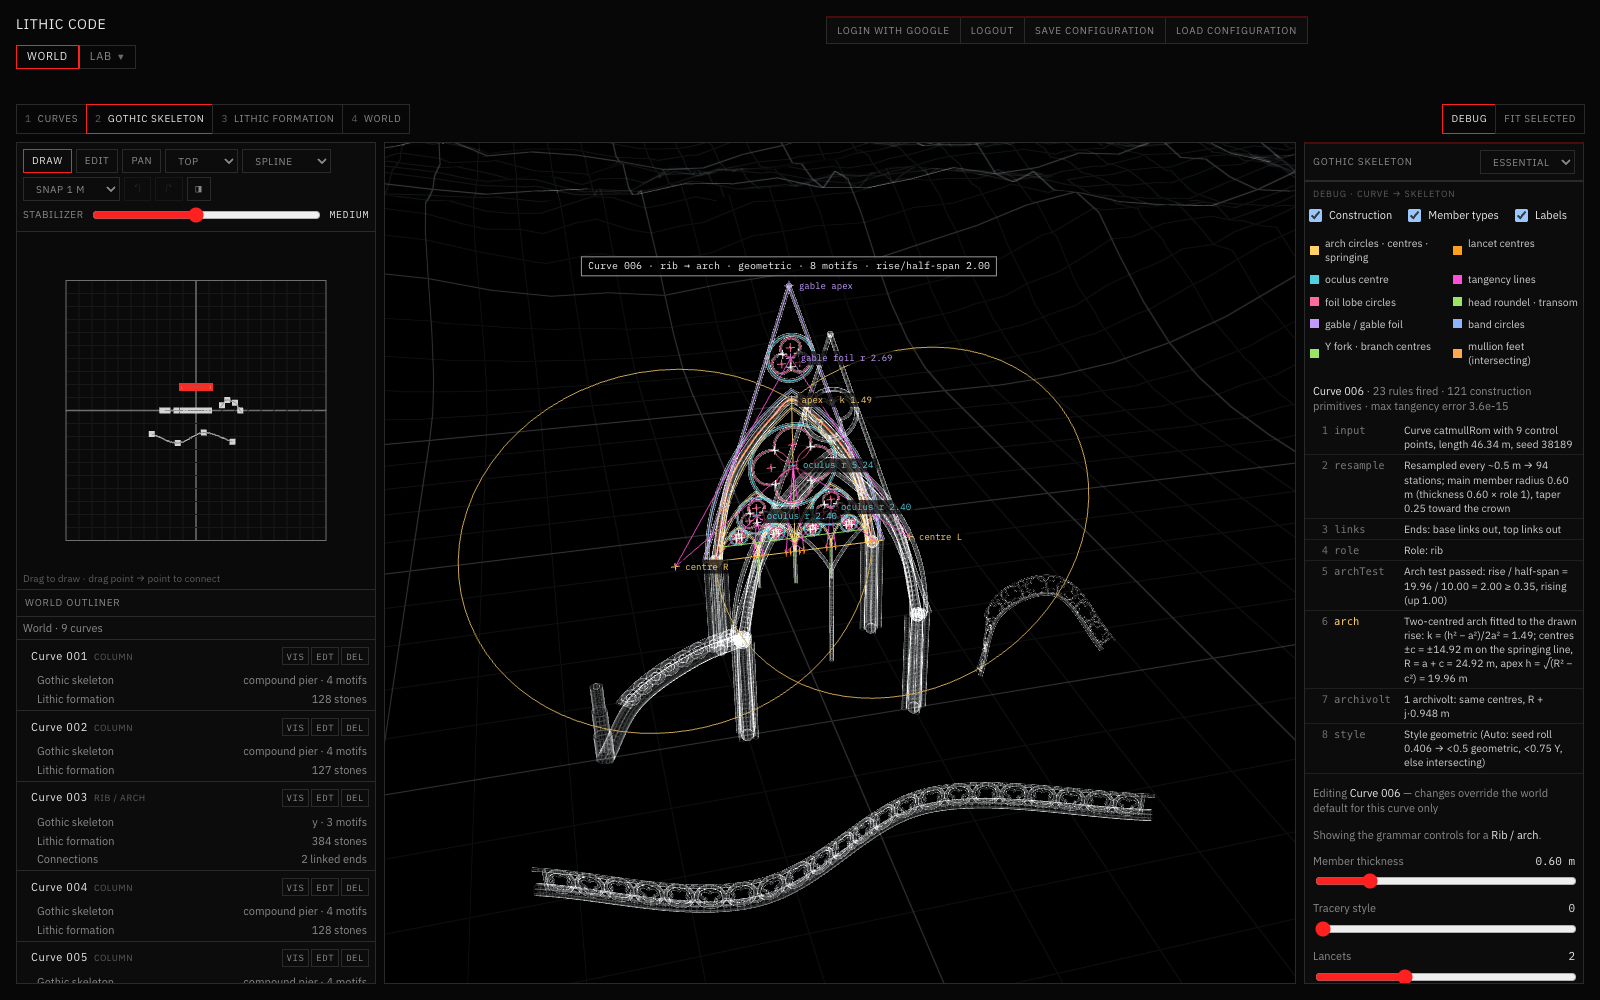 LITHIC CODE
LOGIN WITH GOOGLE LOGOUT SAVE CONFIGURATION LOAD CONFIGURATION
WORLD LAB ▾
1 CURVES 2 GOTHIC SKELETON 3 LITHIC FORMATION 4 WORLD
DEBUG FIT SELECTED
DRAW EDIT PAN TOP SPLINE
SNAP 1 M
STABILIZER MEDIUM
Drag to draw · drag point → point to connect
WORLD OUTLINER
World · 9 curves
Curve 001 COLUMN VIS EDT DEL
Gothic skeleton compound pier · 4 motifs
Lithic formation 128 stones
Curve 002 COLUMN VIS EDT DEL
Gothic skeleton compound pier · 4 motifs
Lithic formation 127 stones
Curve 003 RIB / ARCH VIS EDT DEL
Gothic skeleton y · 3 motifs
Lithic formation 384 stones
Connections 2 linked ends
Curve 004 COLUMN VIS EDT DEL
Gothic skeleton compound pier · 4 motifs
Lithic formation 128 stones
Curve 005 COLUMN VIS EDT DEL
Gothic skeleton compound pier · 4 motifs
Curve 006 · rib → arch · geometric · 8 motifs · rise/half-span 2.00
gable apex
gable foil r 2.69
apex · k 1.49
oculus r 5.24
oculus r 2.40
oculus r 2.40
centre L
centre R
GOTHIC SKELETON ESSENTIAL
DEBUG · CURVE → SKELETON
Construction Member types Labels
arch circles · centres · springing
lancet centres
oculus centre
tangency lines
foil lobe circles
head roundel · transom
gable / gable foil
band circles
Y fork · branch centres
mullion feet (intersecting)
Curve 006 · 23 rules fired · 121 construction
primitives · max tangency error 3.6e-15
1 input Curve catmullRom with 9 control
points, length 46.34 m, seed 38189
2 resample Resampled every ~0.5 m → 94
stations; main member radius 0.60
m (thickness 0.60 × role 1), taper
0.25 toward the crown
3 links Ends: base links out, top links out
4 role Role: rib
5 archTest Arch test passed: rise / half-span =
19.96 / 10.00 = 2.00 ≥ 0.35, rising
(up 1.00)
6 arch Two-centred arch fitted to the drawn
rise: k = (h² − a²)/2a² = 1.49; centres
±c = ±14.92 m on the springing line,
R = a + c = 24.92 m, apex h = √(R² −
c²) = 19.96 m
7 archivolt 1 archivolt: same centres, R +
j·0.948 m
8 style Style geometric (Auto: seed roll
0.406 → <0.5 geometric, <0.75 Y,
else intersecting)
Editing Curve 006 — changes override the world
default for this curve only
Showing the grammar controls for a Rib / arch.
Member thickness 0.60 m
Tracery style 0
Lancets 2